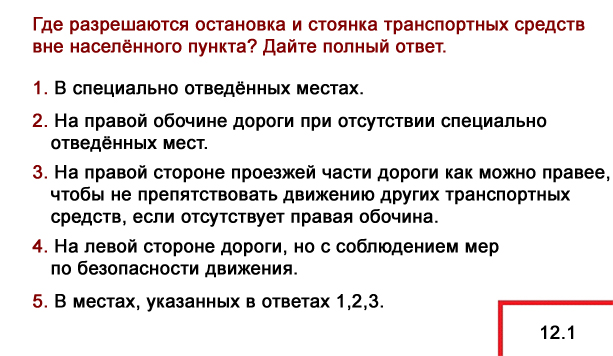 Где разрешаются остановка и стоянка транспортных средств
вне населённого пункта? Дайте полный ответ.
1. В специально отведённых местах.
2. На правой обочине дороги при отсутствии специально
отведённых мест.
3. На правой стороне проезжей части дороги как можно правее,
чтобы не препятствовать движению других транспортных
средств, если отсутствует правая обочина.
4. На левой стороне дороги, но с соблюдением мер
по безопасности движения.
5. В местах, указанных в ответах 1,2,3.
12.1